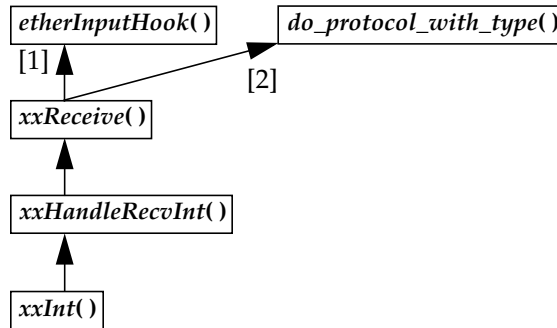 etherInputHook( )
do_protocol_with_type( )
[1]
[2]
xxReceive( )
xxHandleRecvInt( )
xxInt( )